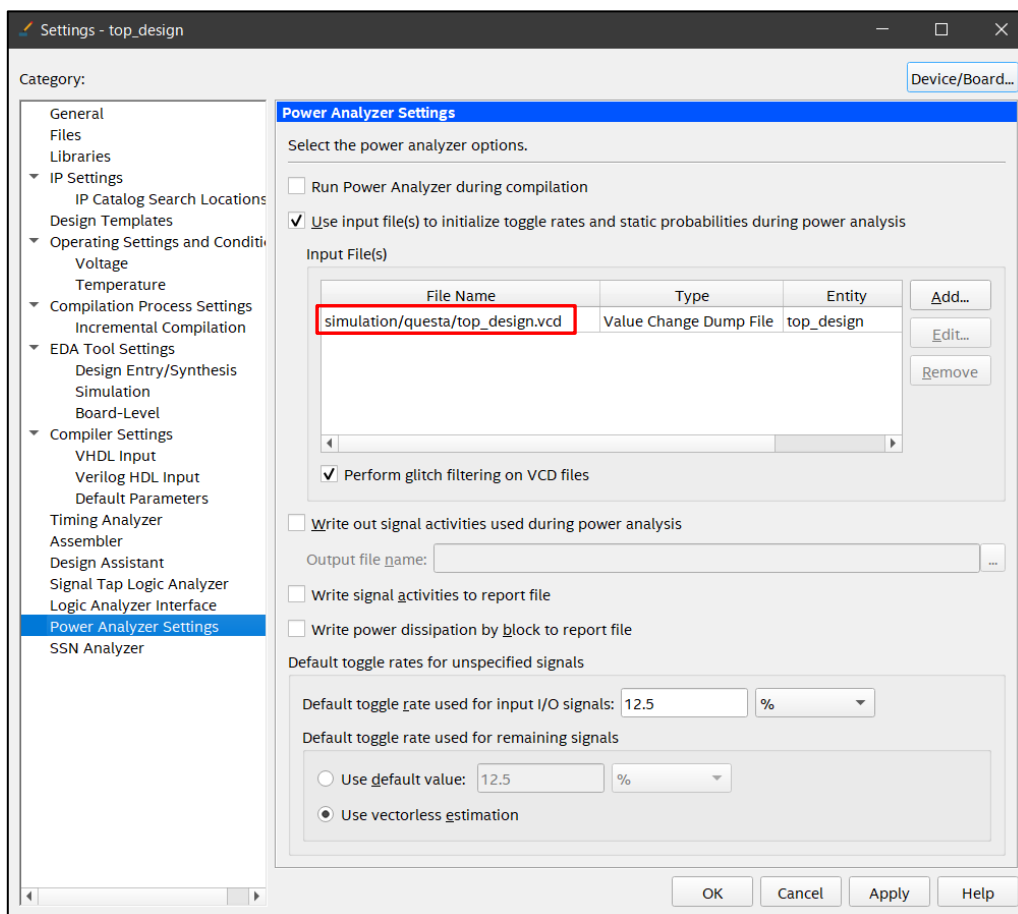 Settings - top_design
Category:
Device/Board...
General
Files
Libraries
IP Settings
IP Catalog Search Locations
Design Templates
Operating Settings and Conditi
Voltage
Temperature
Compilation Process Settings
Incremental Compilation
EDA Tool Settings
Design Entry/Synthesis
Simulation
Board-Level
Compiler Settings
VHDL Input
Verilog HDL Input
Default Parameters
Timing Analyzer
Assembler
Design Assistant
Signal Tap Logic Analyzer
Logic Analyzer Interface
Power Analyzer Settings
SSN Analyzer
Power Analyzer Settings
Select the power analyzer options.
Run Power Analyzer during compilation
Use input file(s) to initialize toggle rates and static probabilities during power analysis
Input File(s)
File Name Type Entity
simulation/questa/top_design.vcd Value Change Dump File top_design
Add...
Edit...
Remove
Perform glitch filtering on VCD files
Write out signal activities used during power analysis
Output file name: ...
Write signal activities to report file
Write power dissipation by block to report file
Default toggle rates for unspecified signals
Default toggle rate used for input I/O signals: 12.5 %
Default toggle rate used for remaining signals
Use default value: 12.5 %
Use vectorless estimation
OK Cancel Apply Help